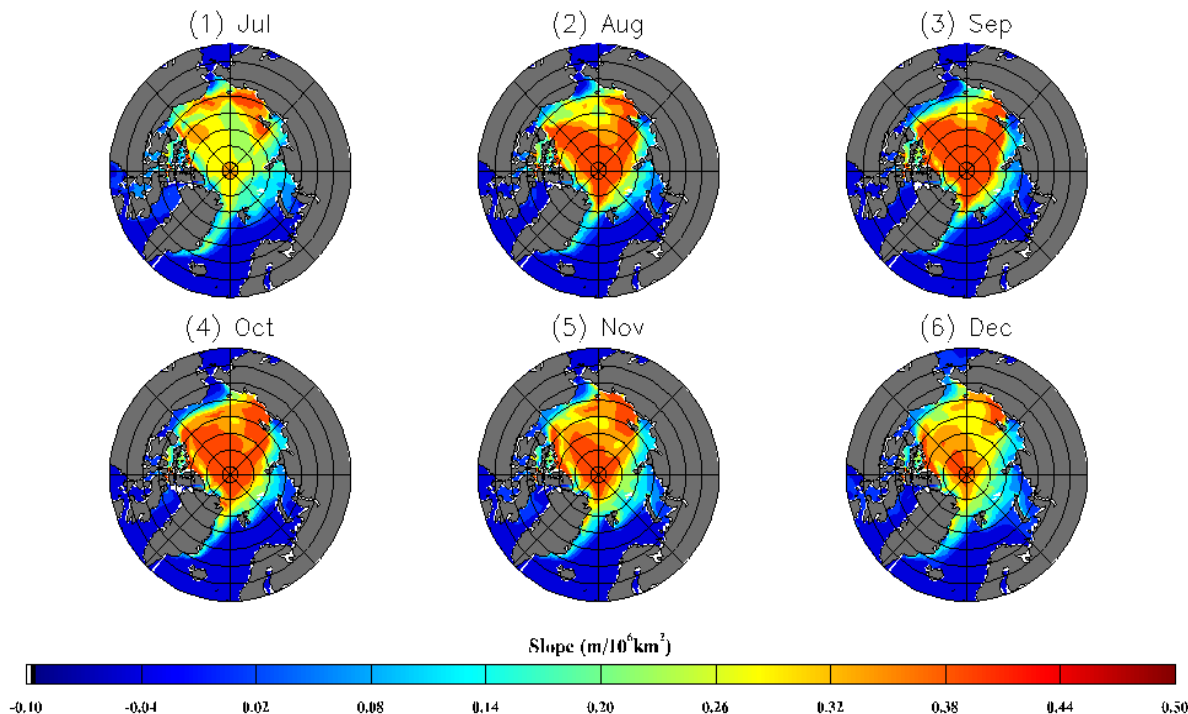 (1) Jul
(2) Aug
(3) Sep
(4) Oct
(5) Nov
(6) Dec
Slope (m/10⁶km²)
-0.10 -0.04 0.02 0.08 0.14 0.20 0.26 0.32 0.38 0.44 0.50